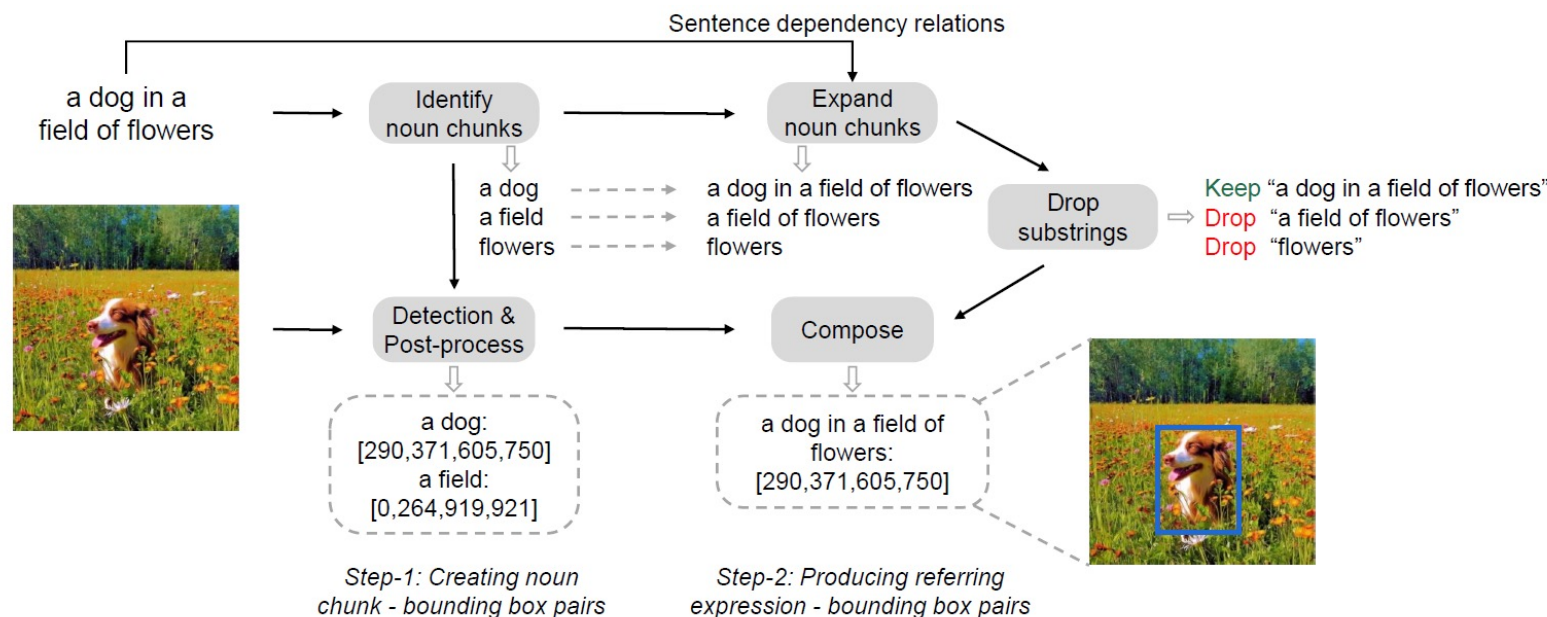 Sentence dependency relations
a dog in a
field of flowers
Identify
noun chunks
Expand
noun chunks
a dog
a field
flowers
a dog in a field of flowers
a field of flowers
flowers
Drop
substrings
Keep “a dog in a field of flowers”
Drop “a field of flowers”
Drop “flowers”
Detection &
Post-process
Compose
a dog:
[290,371,605,750]
a field:
[0,264,919,921]
a dog in a field of
flowers:
[290,371,605,750]
Step-1: Creating noun
chunk - bounding box pairs
Step-2: Producing referring
expression - bounding box pairs